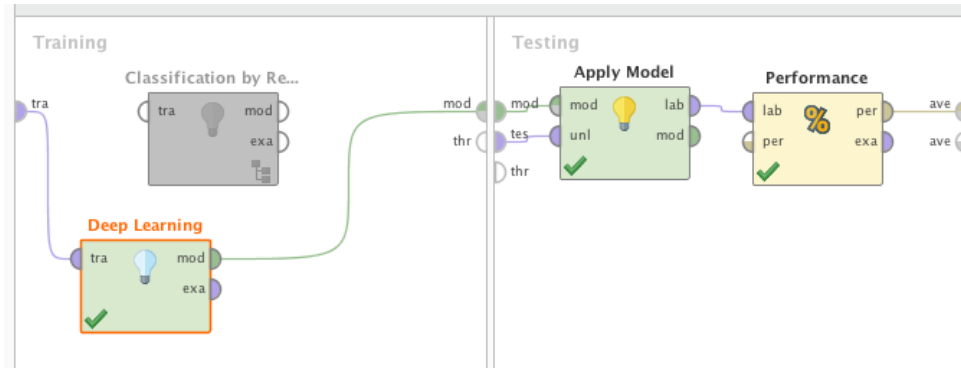 Training
Classification by Re...
tra
tra
mod
exa
mod
thr
Deep Learning
tra
mod
exa
Testing
Apply Model
Performance
mod
tes
thr
mod
unl
lab
mod
lab
per
%
per
exa
ave
ave